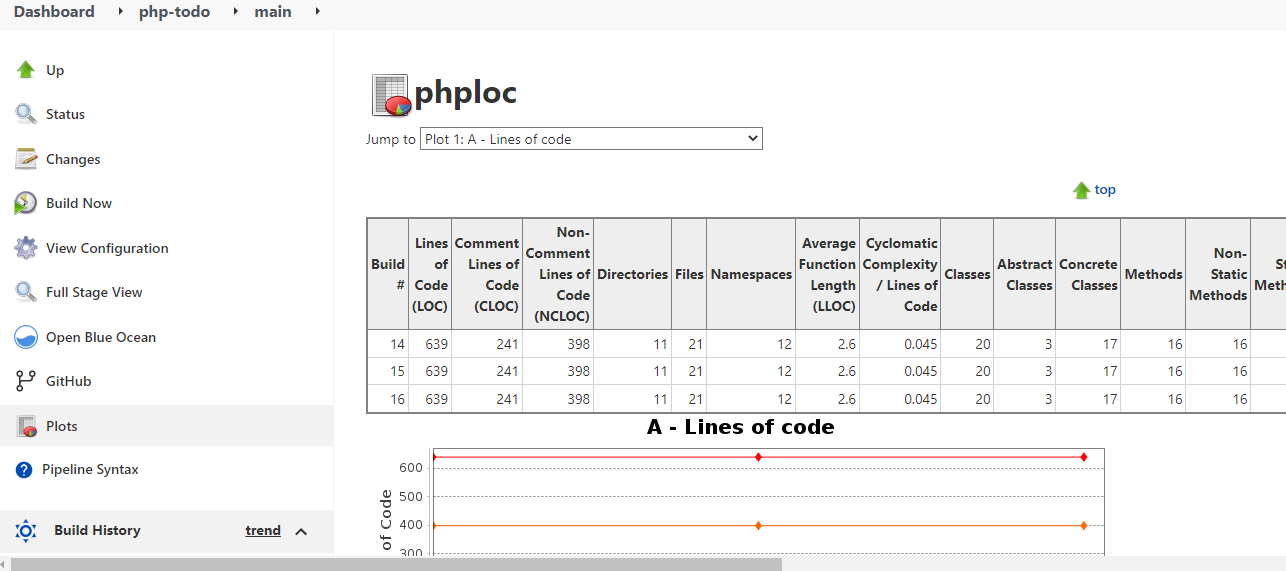 Dashboard php-todo main
Up
Status
Changes
Build Now
View Configuration
Full Stage View
Open Blue Ocean
GitHub
Plots
Pipeline Syntax
Build History trend
phploc
Jump to Plot 1: A - Lines of code
top
Build #
Lines of Code (LOC)
Comment Lines of Code (CLOC)
Non-Comment Lines of Code (NCLOC)
Directories
Files
Namespaces
Average Function Length (LLOC)
Cyclomatic Complexity / Lines of Code
Classes
Abstract Classes
Concrete Classes
Methods
Non-Static Methods
14 639 241 398 11 21 12 2.6 0.045 20 3 17 16 16
15 639 241 398 11 21 12 2.6 0.045 20 3 17 16 16
16 639 241 398 11 21 12 2.6 0.045 20 3 17 16 16
A - Lines of code
600
500
400
300
of Code